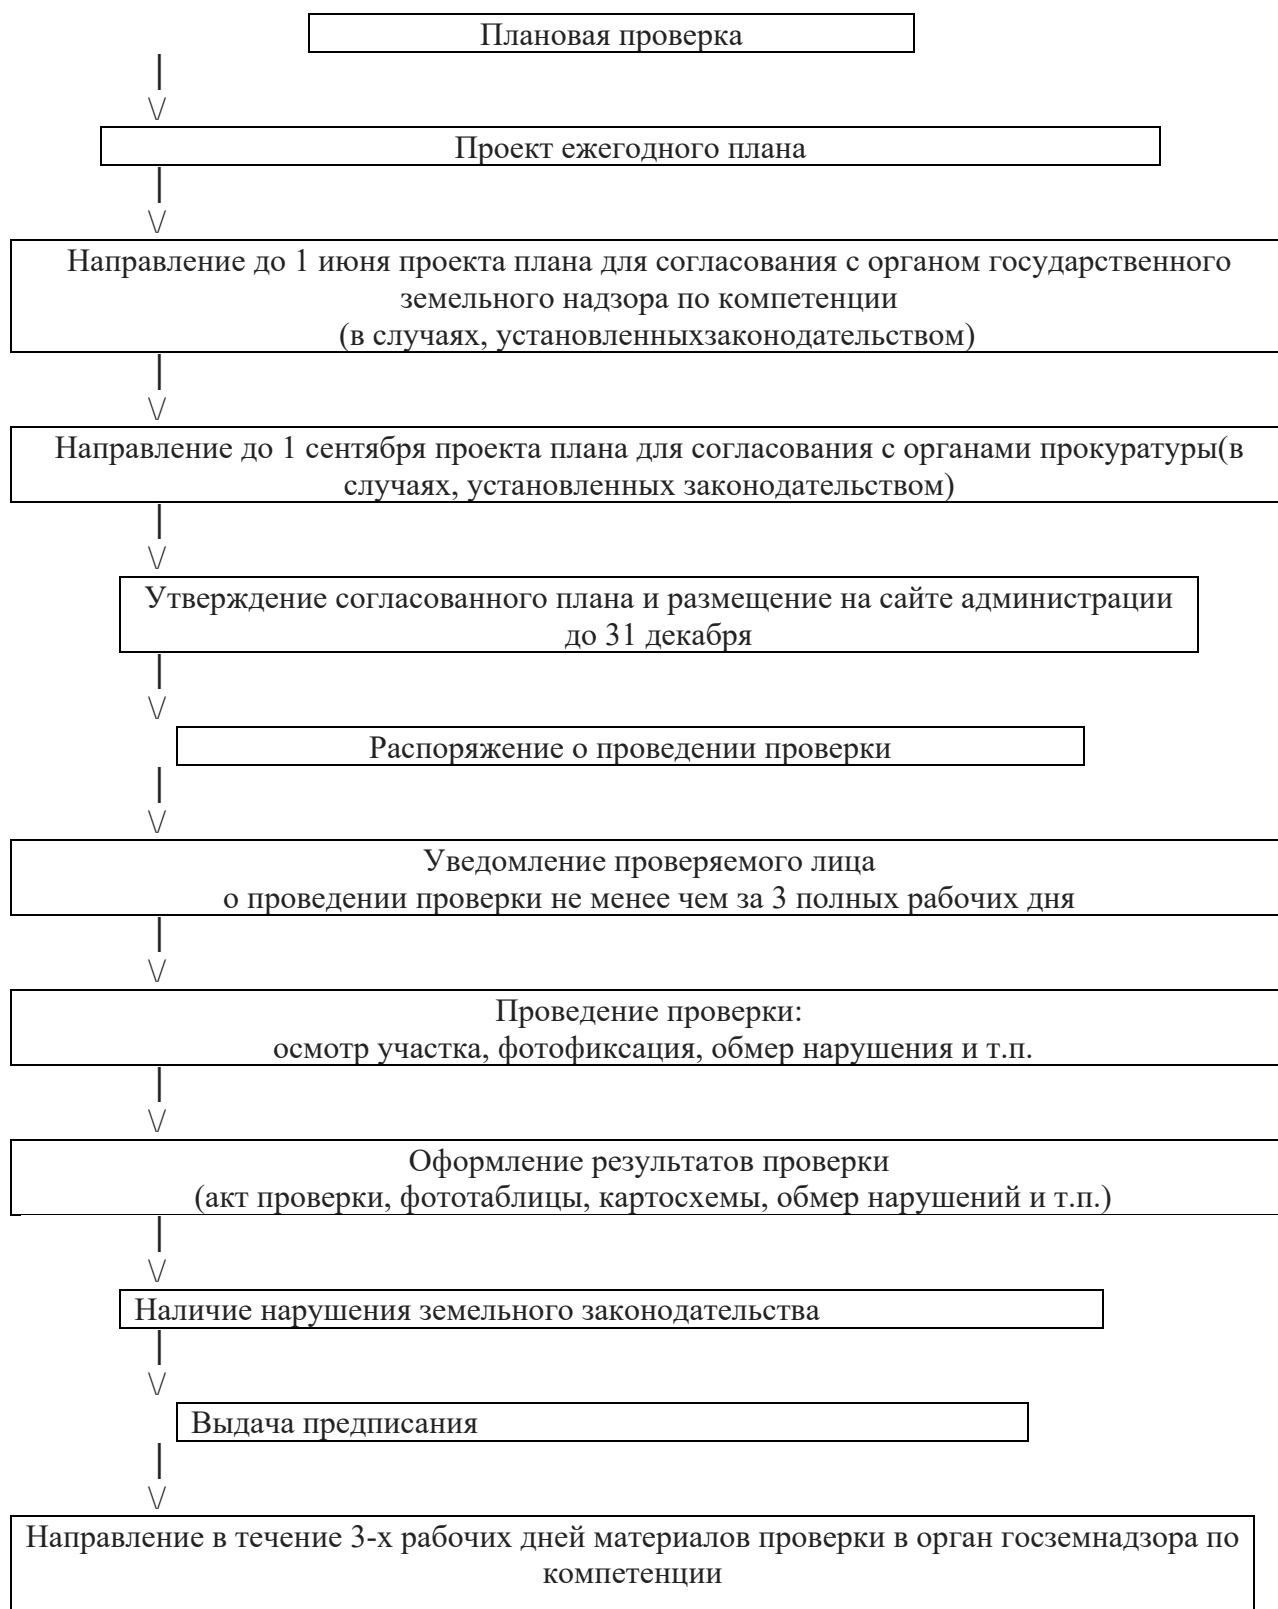 Плановая проверка
|
\/
Проект ежегодного плана
|
\/
Направление до 1 июня проекта плана для согласования с органом государственного
земельного надзора по компетенции
(в случаях, установленныхзаконодательством)
|
\/
Направление до 1 сентября проекта плана для согласования с органами прокуратуры(в
случаях, установленных законодательством)
|
\/
Утверждение согласованного плана и размещение на сайте администрации
до 31 декабря
|
\/
Распоряжение о проведении проверки
|
\/
Уведомление проверяемого лица
о проведении проверки не менее чем за 3 полных рабочих дня
|
\/
Проведение проверки:
осмотр участка, фотофиксация, обмер нарушения и т.п.
|
\/
Оформление результатов проверки
(акт проверки, фототаблицы, картосхемы, обмер нарушений и т.п.)
|
\/
Наличие нарушения земельного законодательства
|
\/
Выдача предписания
|
\/
Направление в течение 3-х рабочих дней материалов проверки в орган госземнадзора по
компетенции